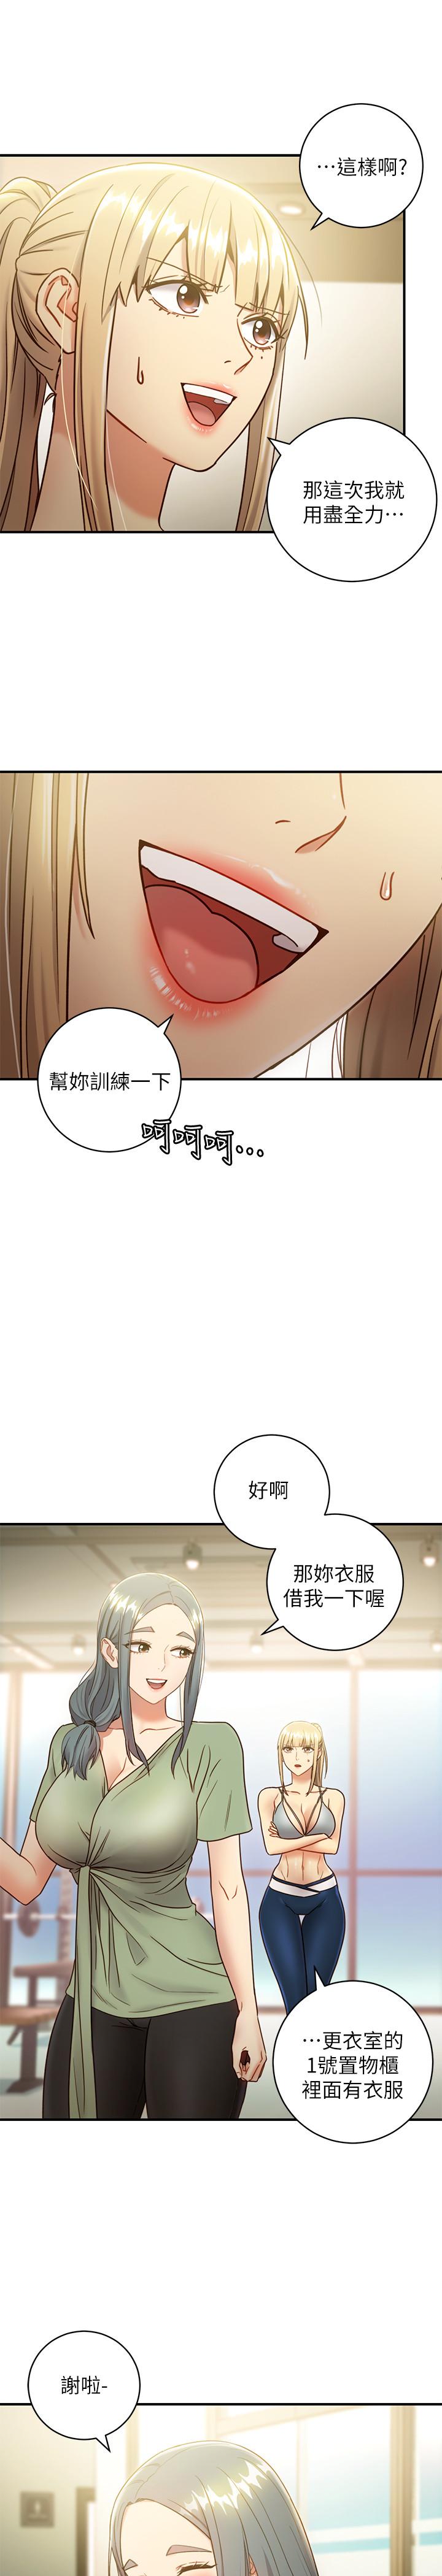 ⋯這樣啊?
那這次我就
用盡全力⋯
幫妳訓練一下
呵呵呵...
好啊
那妳衣服
借我一下喔
⋯更衣室的
1號置物櫃
裡面有衣服
謝啦-